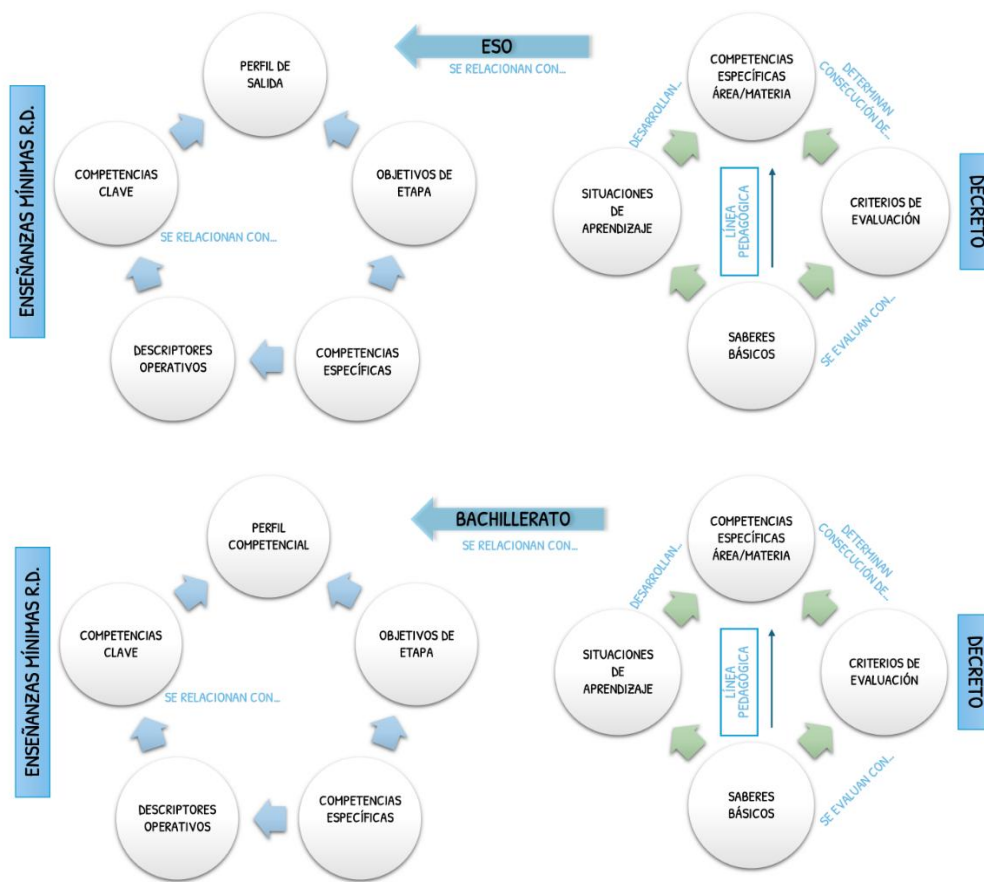 ENSEÑANZAS MÍNIMAS R.D.
PERFIL DE
SALIDA
COMPETENCIAS
CLAVE
OBJETIVOS DE
ETAPA
SE RELACIONAN CON...
DESCRIPTORES
OPERATIVOS
COMPETENCIAS
ESPECÍFICAS
ESO
SE RELACIONAN CON...
COMPETENCIAS
ESPECÍFICAS
ÁREA/MATERIA
DESARROLLAN...
DETERMINAN
CONSECUCIÓN DE...
SITUACIONES
DE
APRENDIZAJE
LÍNEA
PEDAGÓGICA
CRITERIOS DE
EVALUACIÓN
SABERES
BÁSICOS
SE EVALUAN CON...
DECRETO
ENSEÑANZAS MÍNIMAS R.D.
PERFIL
COMPETENCIAL
COMPETENCIAS
CLAVE
OBJETIVOS DE
ETAPA
SE RELACIONAN CON...
DESCRIPTORES
OPERATIVOS
COMPETENCIAS
ESPECÍFICAS
BACHILLERATO
SE RELACIONAN CON...
COMPETENCIAS
ESPECÍFICAS
ÁREA/MATERIA
DESARROLLAN...
DETERMINAN
CONSECUCIÓN DE...
SITUACIONES
DE
APRENDIZAJE
LÍNEA
PEDAGÓGICA
CRITERIOS DE
EVALUACIÓN
SABERES
BÁSICOS
SE EVALUAN CON...
DECRETO